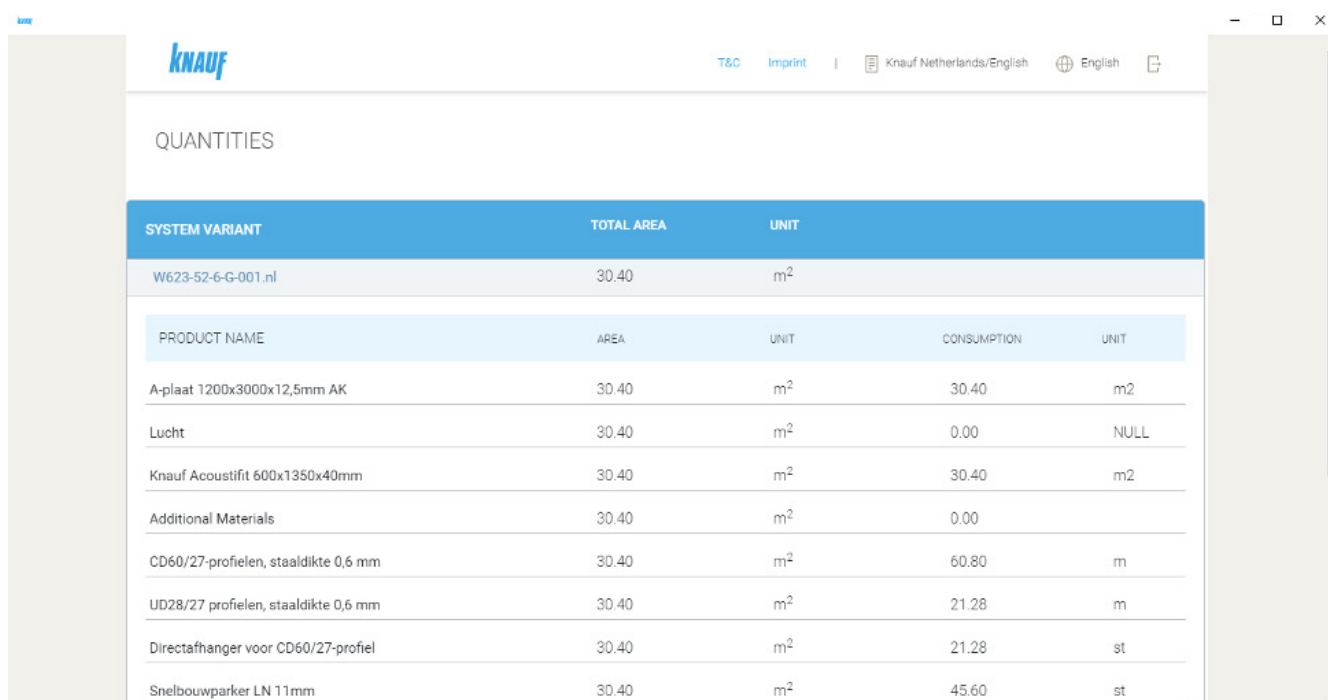 KNAUF
KNAUF
T&C Imprint | Knauf Netherlands/English English
QUANTITIES
SYSTEM VARIANT TOTAL AREA UNIT
W623-52-6-G-001.nl 30.40 m²
PRODUCT NAME AREA UNIT CONSUMPTION UNIT
A-plaat 1200x3000x12,5mm AK 30.40 m² 30.40 m2
Lucht 30.40 m² 0.00 NULL
Knauf Acoustifit 600x1350x40mm 30.40 m² 30.40 m2
Additional Materials 30.40 m² 0.00
CD60/27-profielen, staaldikte 0,6 mm 30.40 m² 60.80 m
UD28/27 profielen, staaldikte 0,6 mm 30.40 m² 21.28 m
Directafhanger voor CD60/27-profiel 30.40 m² 21.28 st
Snelbouwparker LN 11mm 30.40 m² 45.60 st